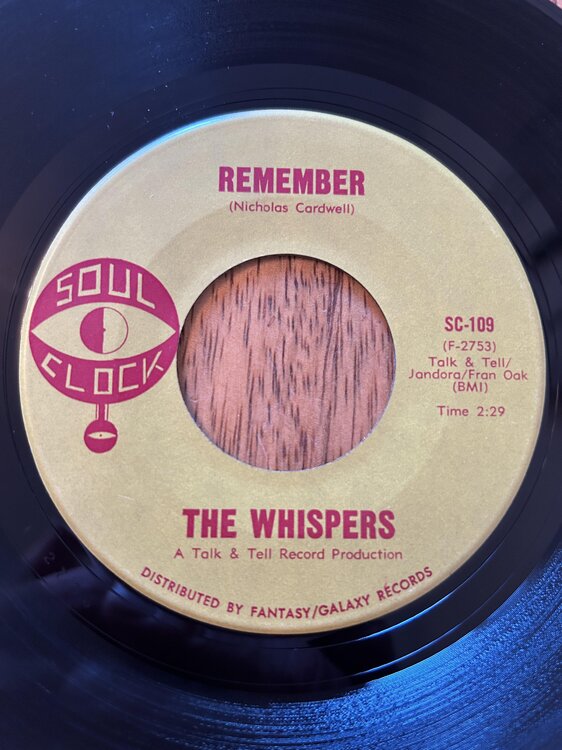 REMEMBER
(Nicholas Cardwell)
SOUL
CLOCK
SC-109
(F-2753)
Talk & Tell/
Jandora/Fran Oak
(BMI)
Time 2:29
THE WHISPERS
A Talk & Tell Record Production
DISTRIBUTED BY FANTASY/GALAXY RECORDS